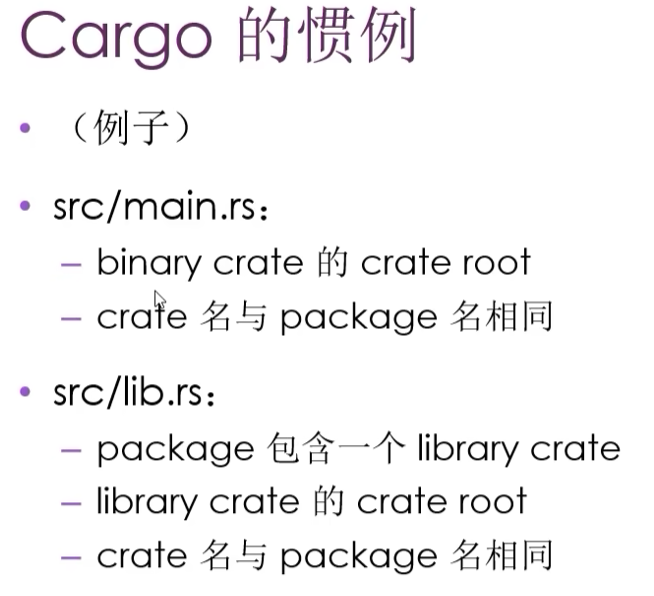 Cargo 的惯例
• （例子）
• src/main.rs：
– binary crate 的 crate root
– crate 名与 package 名相同
• src/lib.rs：
– package 包含一个 library crate
– library crate 的 crate root
– crate 名与 package 名相同